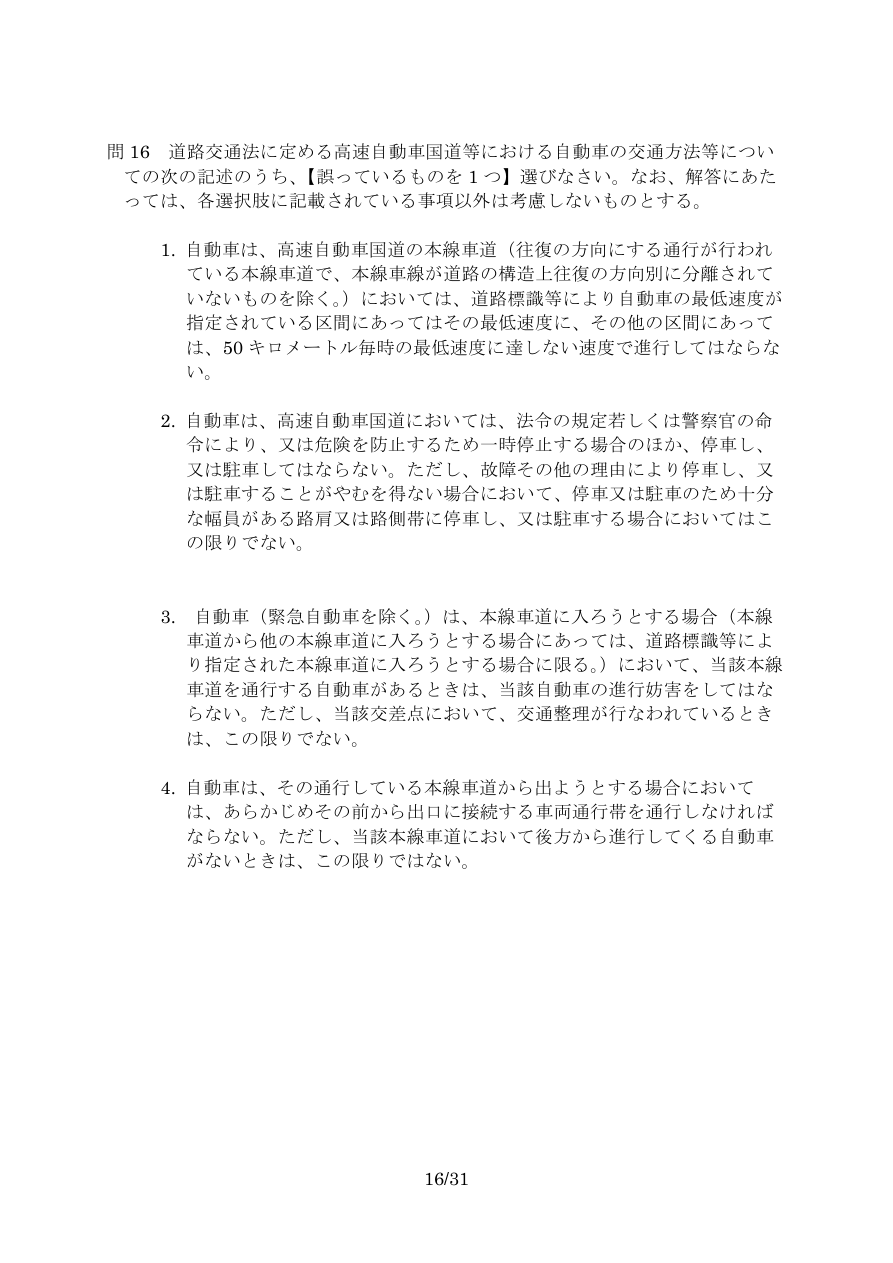 問 16　道路交通法に定める高速自動車国道等における自動車の交通方法等につい
ての次の記述のうち、【誤っているものを 1 つ】選びなさい。なお、解答にあた
っては、各選択肢に記載されている事項以外は考慮しないものとする。
1. 自動車は、高速自動車国道の本線車道（往復の方向にする通行が行われ
ている本線車道で、本線車線が道路の構造上往復の方向別に分離されて
いないものを除く。）においては、道路標識等により自動車の最低速度が
指定されている区間にあってはその最低速度に、その他の区間にあって
は、50 キロメートル毎時の最低速度に達しない速度で進行してはならな
い。
2. 自動車は、高速自動車国道においては、法令の規定若しくは警察官の命
令により、又は危険を防止するため一時停止する場合のほか、停車し、
又は駐車してはならない。ただし、故障その他の理由により停車し、又
は駐車することがやむを得ない場合において、停車又は駐車のため十分
な幅員がある路肩又は路側帯に停車し、又は駐車する場合においてはこ
の限りでない。
3.　自動車（緊急自動車を除く。）は、本線車道に入ろうとする場合（本線
車道から他の本線車道に入ろうとする場合にあっては、道路標識等によ
り指定された本線車道に入ろうとする場合に限る。）において、当該本線
車道を通行する自動車があるときは、当該自動車の進行妨害をしてはな
らない。ただし、当該交差点において、交通整理が行なわれているとき
は、この限りでない。
4. 自動車は、その通行している本線車道から出ようとする場合において
は、あらかじめその前から出口に接続する車両通行帯を通行しなければ
ならない。ただし、当該本線車道において後方から進行してくる自動車
がないときは、この限りではない。
16/31